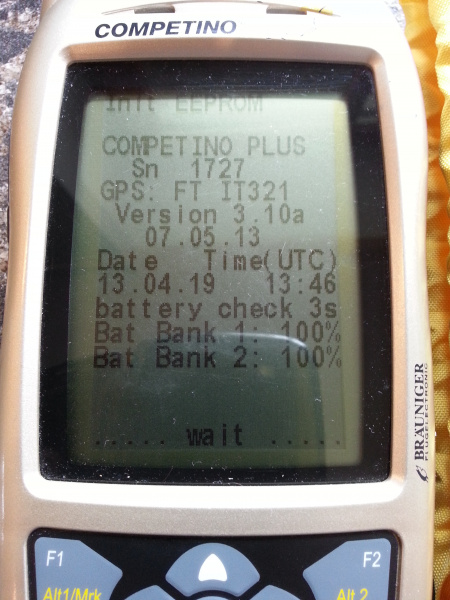 COMPETINO
Init EEPROM
COMPETINO PLUS
Sn 1727
GPS: FT IT321
Version 3.10a
07.05.13
Date Time(UTC)
13.04.19 13:46
battery check 3s
Bat Bank 1: 100%
Bat Bank 2: 100%
..... wait .....
BRÄUNIGER
FLUGELECTRONIC
F1
F2
Alt1/Mrk
Alt 2